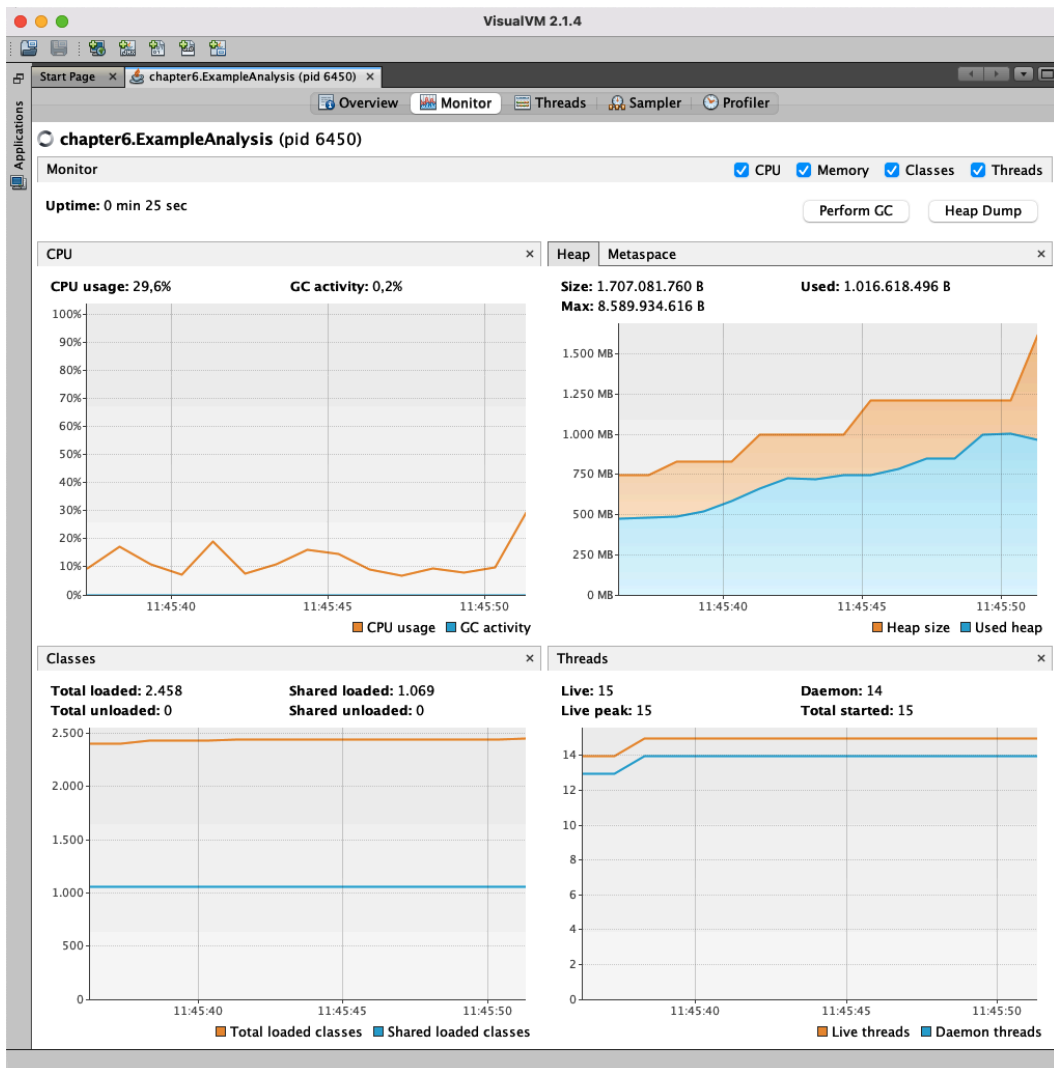 VisualVM 2.1.4
Applications
Start Page × chapter6.ExampleAnalysis (pid 6450) ×
Overview Monitor Threads Sampler Profiler
chapter6.ExampleAnalysis (pid 6450)
Monitor CPU Memory Classes Threads
Uptime: 0 min 25 sec
Perform GC Heap Dump
CPU ×
CPU usage: 29,6% GC activity: 0,2%
100%
90%
80%
70%
60%
50%
40%
30%
20%
10%
0%
11:45:40 11:45:45 11:45:50
CPU usage GC activity
Heap Metaspace ×
Size: 1.707.081.760 B Used: 1.016.618.496 B
Max: 8.589.934.616 B
1.500 MB
1.250 MB
1.000 MB
750 MB
500 MB
250 MB
0 MB
11:45:40 11:45:45 11:45:50
Heap size Used heap
Classes ×
Total loaded: 2.458 Shared loaded: 1.069
Total unloaded: 0 Shared unloaded: 0
2.500
2.000
1.500
1.000
500
0
11:45:40 11:45:45 11:45:50
Total loaded classes Shared loaded classes
Threads ×
Live: 15 Daemon: 14
Live peak: 15 Total started: 15
14
12
10
8
6
4
2
0
11:45:40 11:45:45 11:45:50
Live threads Daemon threads